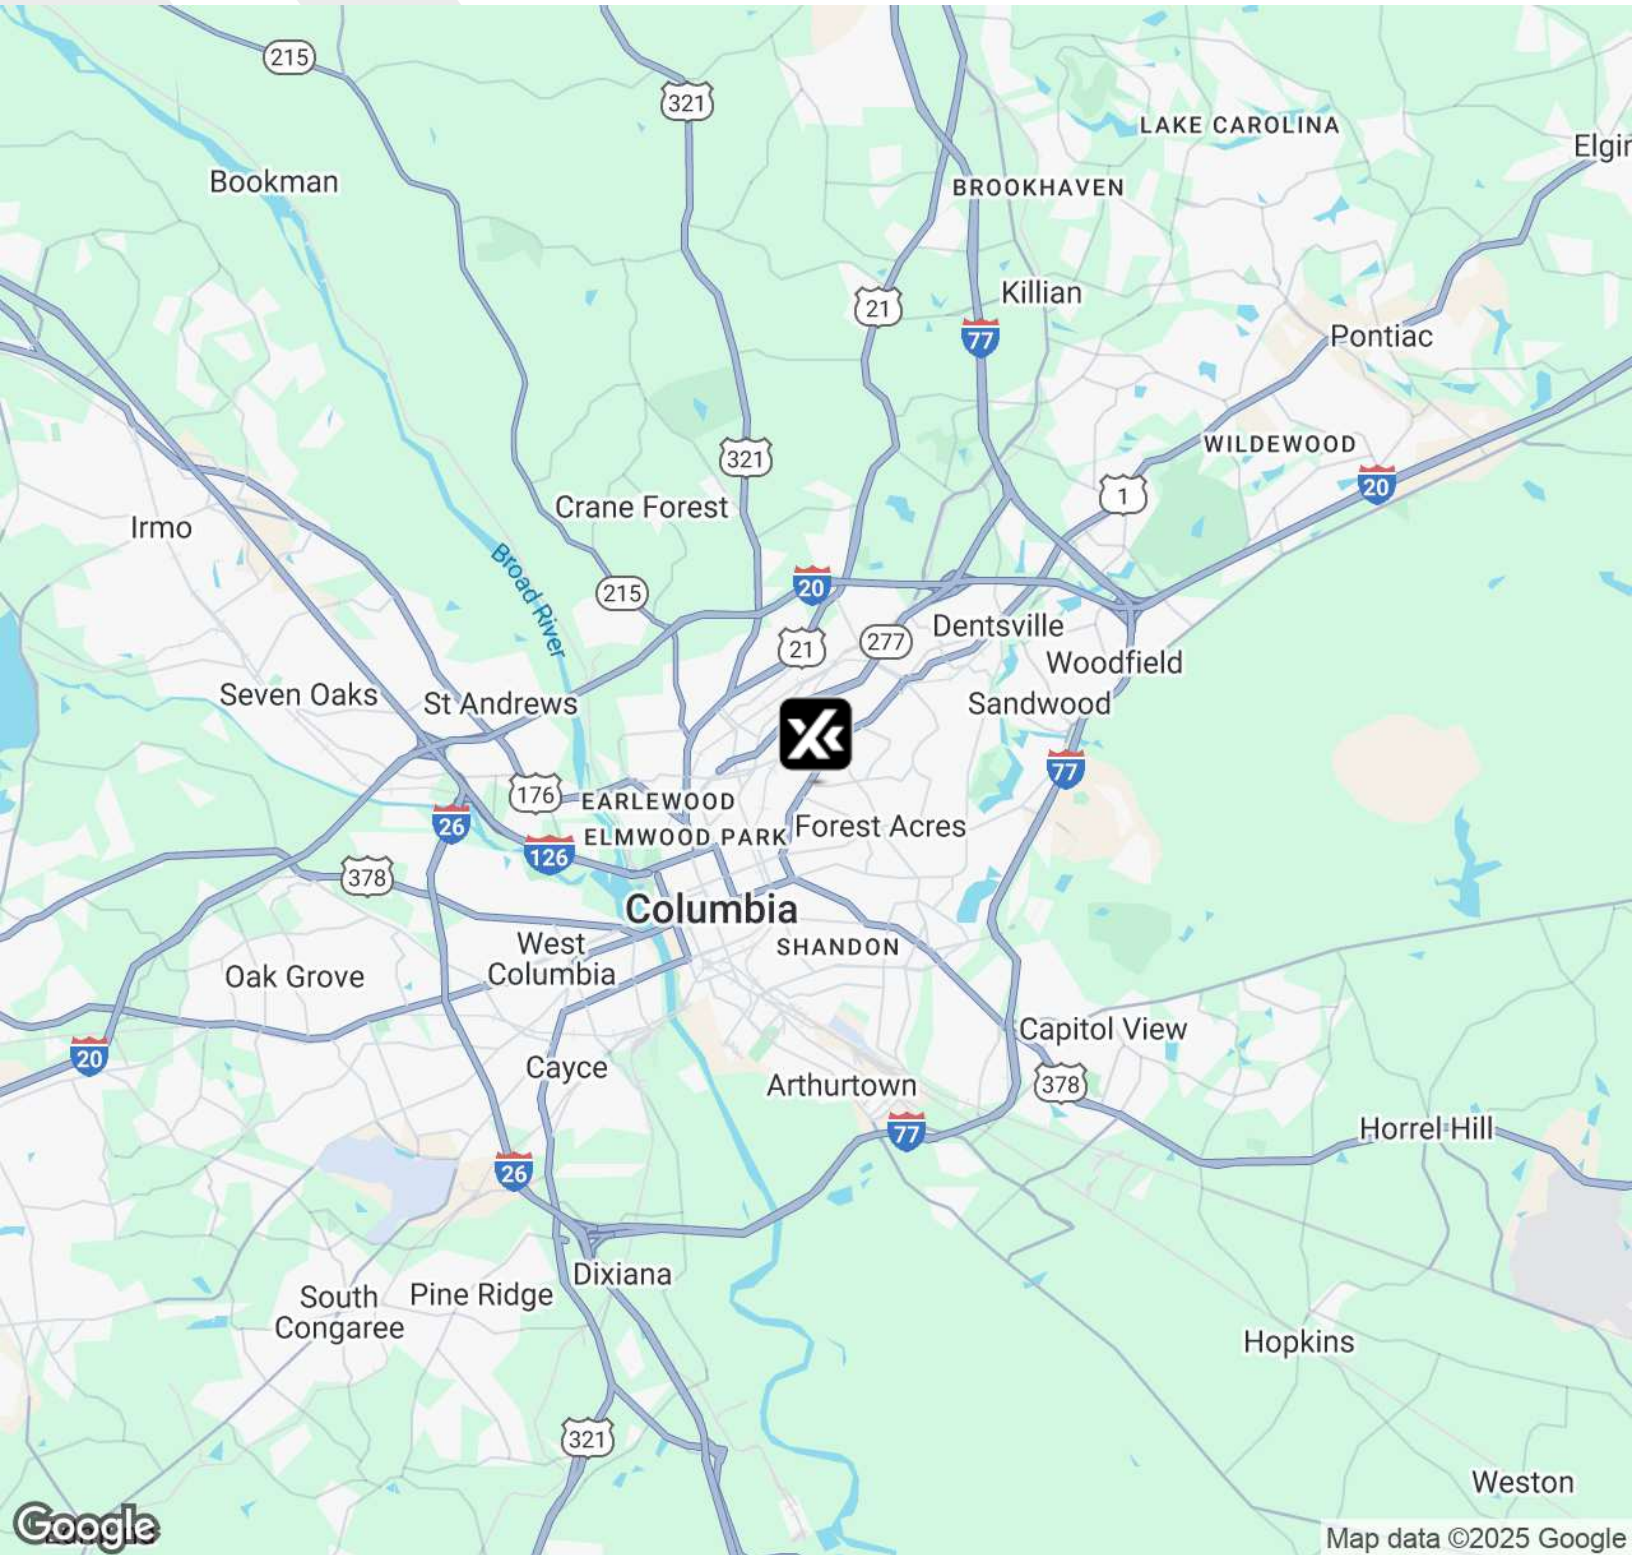 215
321
LAKE CAROLINA
Elgin
Bookman
BROOKHAVEN
Killian
21
77
Pontiac
WILDEWOOD
321
20
1
Crane Forest
Irmo
Broad River
20
215
Dentsville
277
21
Woodfield
Seven Oaks
St Andrews
Sandwood
77
176
EARLEWOOD
26
Forest Acres
ELMWOOD PARK
126
378
Columbia
West
Columbia
SHANDON
Oak Grove
Capitol View
20
Cayce
Arthurtown
378
77
Horrel Hill
26
Dixiana
South
Congaree
Pine Ridge
Hopkins
321
Weston
Google
Map data ©2025 Google